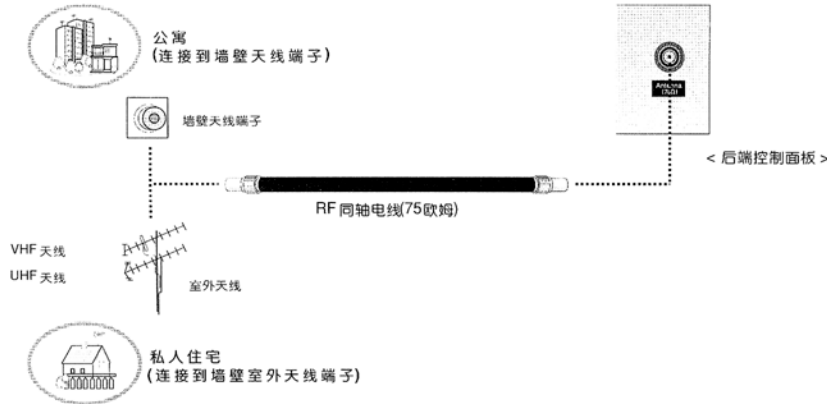 公寓
(连接到墙壁天线端子)
Antenna
(75Ω)
墙壁天线端子
< 后端控制面板 >
RF 同轴电线(75欧姆)
VHF 天线
UHF 天线
室外天线
私人住宅
(连接到墙壁室外天线端子)